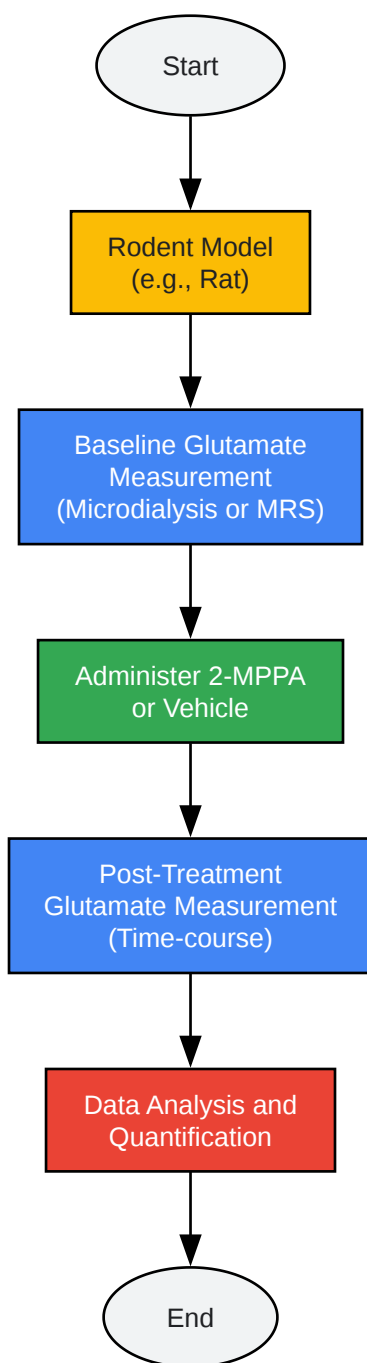 Start
Rodent Model
(e.g., Rat)
Baseline Glutamate
Measurement
(Microdialysis or MRS)
Administer 2-MPPA
or Vehicle
Post-Treatment
Glutamate Measurement
(Time-course)
Data Analysis and
Quantification
End